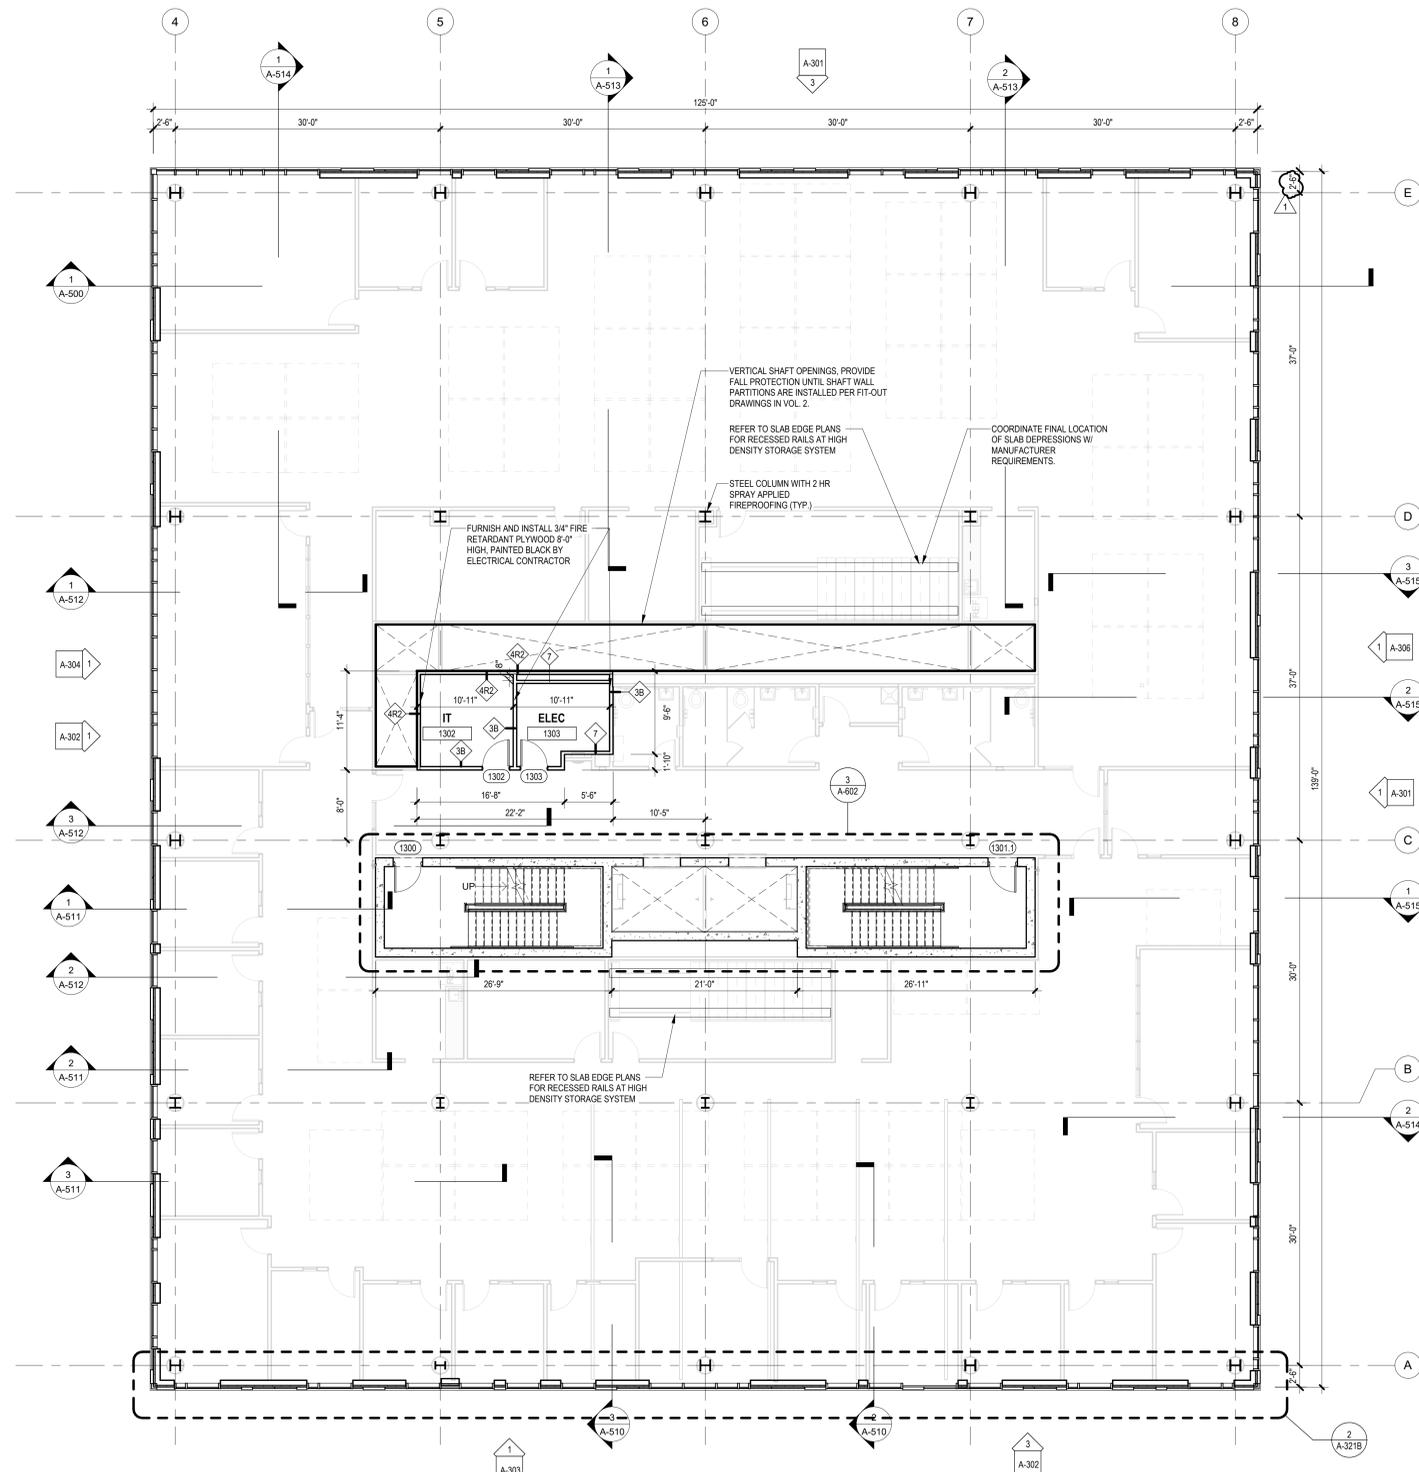 4
5
6
7
8
1
A-514
1
A-513
A-301
3
2
A-513
125'-0"
2'-6"
30'-0"
30'-0"
30'-0"
30'-0"
2'-6"
E
2'-6"
1
1
A-500
37'-0"
VERTICAL SHAFT OPENINGS, PROVIDE
FALL PROTECTION UNTIL SHAFT WALL
PARTITIONS ARE INSTALLED PER FIT-OUT
DRAWINGS IN VOL. 2.
REFER TO SLAB EDGE PLANS
FOR RECESSED RAILS AT HIGH
DENSITY STORAGE SYSTEM
COORDINATE FINAL LOCATION
OF SLAB DEPRESSIONS W/
MANUFACTURER
REQUIREMENTS.
STEEL COLUMN WITH 2 HR
SPRAY APPLIED
FIREPROOFING (TYP.)
D
FURNISH AND INSTALL 3/4" FIRE
RETARDANT PLYWOOD 8'-0"
HIGH, PAINTED BLACK BY
ELECTRICAL CONTRACTOR
3
A-515
1
A-512
REF
A-304
1
1
A-306
4R2
7
8"
4R2
3B
37'-0"
2
A-515
10'-11"
10'-11"
4R2
IT
1302
3B
ELEC
1303
7
3B
9'-6"
11'-4"
A-302
1
1'-10"
1302
1303
139'-0"
3
A-602
1
A-301
16'-8"
5'-6"
22'-2"
10'-5"
8'-0"
3
A-512
C
1300
1301.1
UP
1
A-511
1
A-515
2
A-512
26'-9"
21'-0"
26'-11"
30'-0"
2
A-511
REFER TO SLAB EDGE PLANS
FOR RECESSED RAILS AT HIGH
DENSITY STORAGE SYSTEM
B
2
A-514
3
A-511
30'-0"
A
2'-6"
3
A-510
2
A-510
2
A-321B
1
A-303
3
A-302